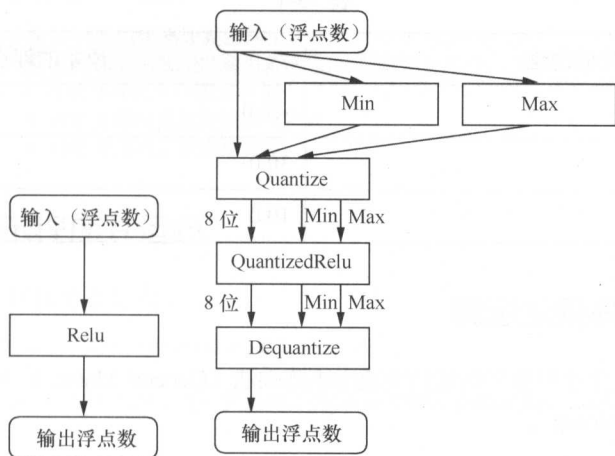 输入（浮点数）
Min
Max
Quantize
8 位
Min
Max
输入（浮点数）
QuantizedRelu
8 位
Min
Max
Relu
Dequantize
输出浮点数
输出浮点数